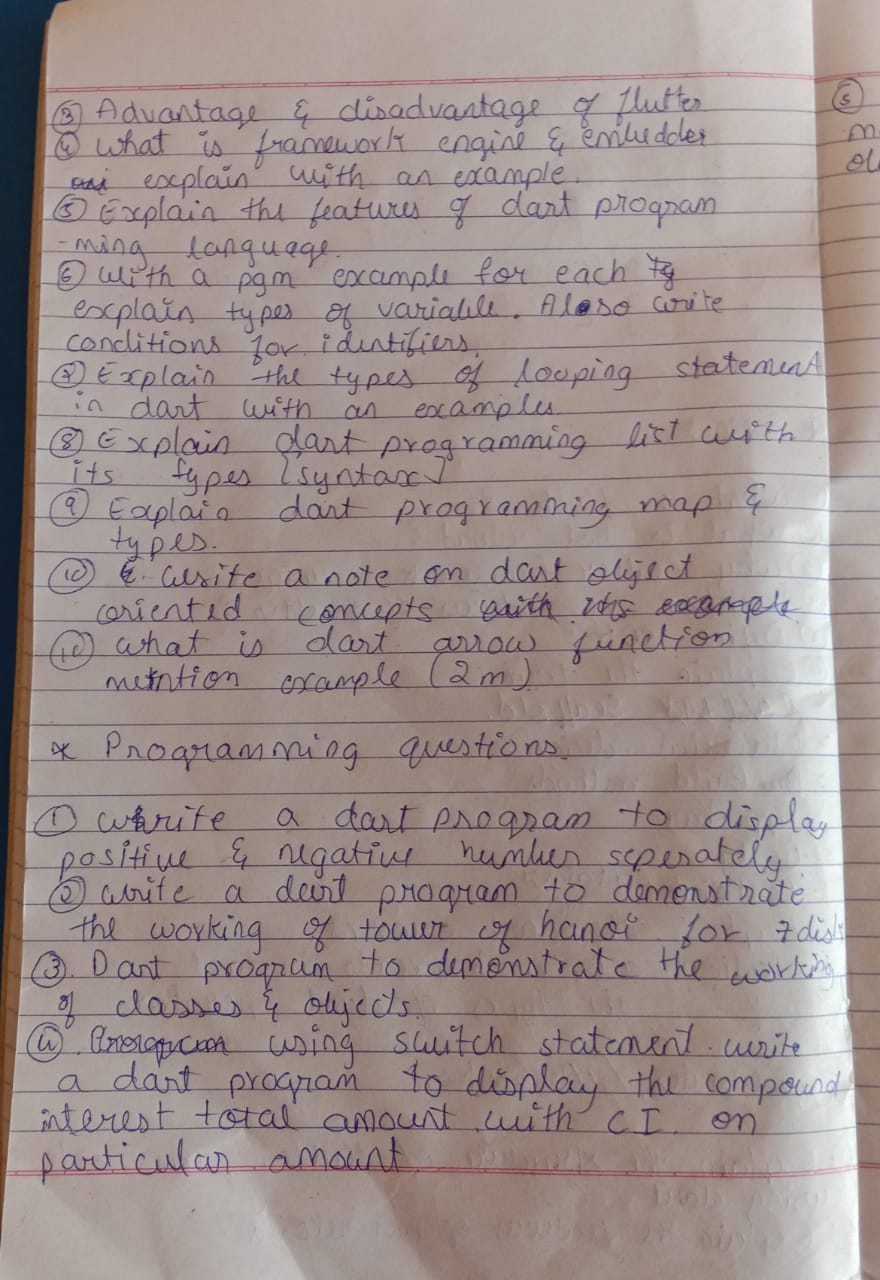 ③ Advantage & disadvantage of flutter
④ What is framework engine & embedder
explain with an example.
⑤ Explain the features of dart program
-ming language.
⑥ With a pgm example for each
explain types of variable. Also write
conditions for identifiers.
⑦ Explain the types of looping statement
in dart with an examples
⑧ Explain dart programming list with
its types [syntax]
⑨ Explain dart programming map &
types.
⑩ write a note on dart object
oriented concepts with its example
what is dart arrow function
mention example (2m)
* Programming questions.
① write a dart program to display
positive & negative number seperately
② write a dart program to demonstrate
the working of tower of hanoi for 7 dis
③. Dart program to demonstrate the working
of classes & objects.
④. using switch statement. write
a dart program to display the compound
interest total amount with CI. on
particular amount.
⑤
m